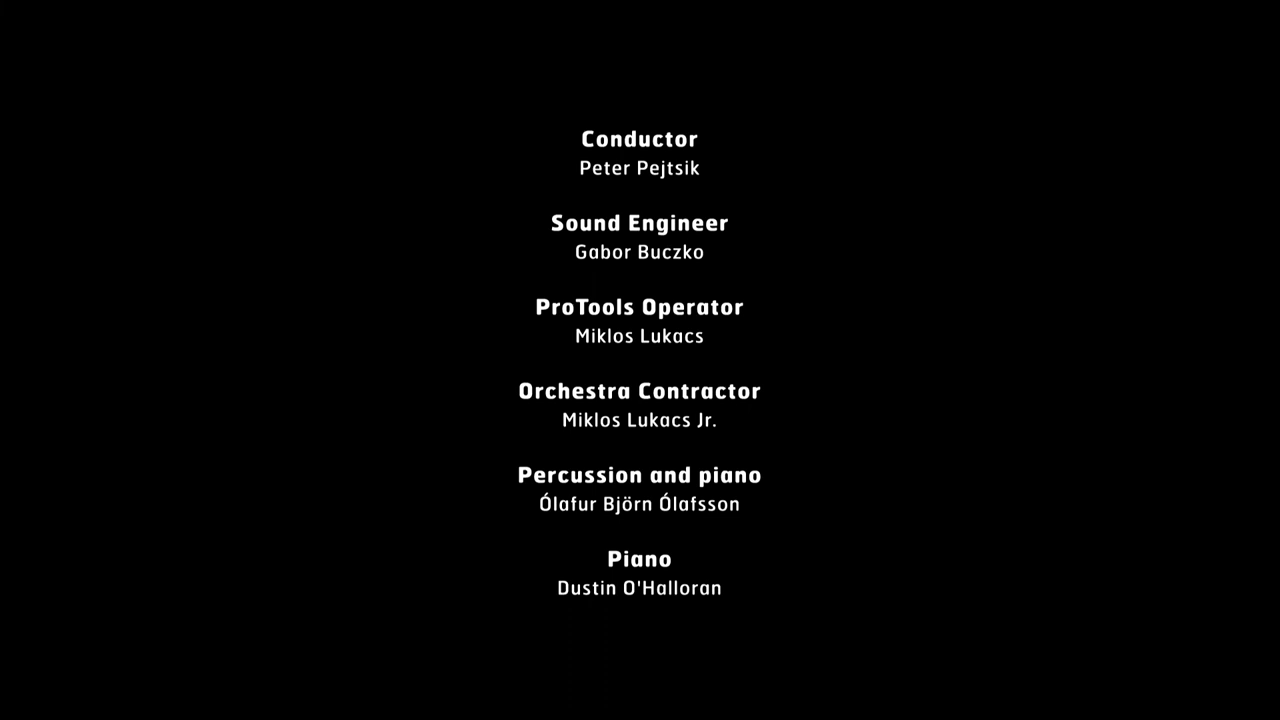 Conductor
Peter Pejtsik
Sound Engineer
Gabor Buczko
ProTools Operator
Miklos Lukacs
Orchestra Contractor
Miklos Lukacs Jr.
Percussion and piano
Ólafur Björn Ólafsson
Piano
Dustin O'Halloran